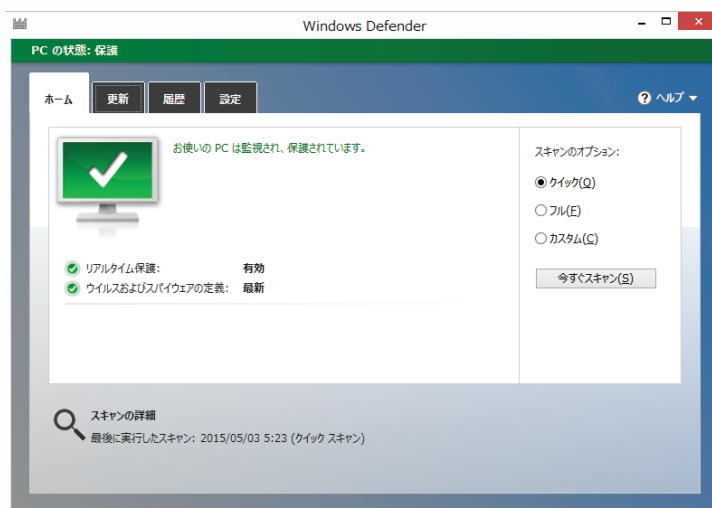 Windows Defender
PC の状態: 保護
ホーム 更新 履歴 設定 ヘルプ
お使いの PC は監視され、保護されています。
リアルタイム保護: 有効
ウイルスおよびスパイウェアの定義: 最新
スキャンのオプション:
クイック(Q)
フル(F)
カスタム(C)
今すぐスキャン(S)
スキャンの詳細
最後に実行したスキャン: 2015/05/03 5:23 (クイック スキャン)